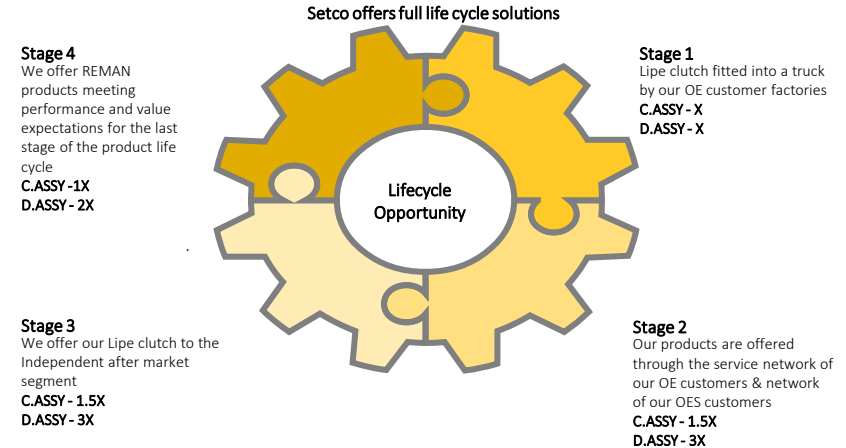 Setco offers full life cycle solutions
Stage 4
We offer REMAN
products meeting
performance and value
expectations for the last
stage of the product life
cycle
C.ASSY -1X
D.ASSY - 2X
Stage 1
Lipe clutch fitted into a truck
by our OE customer factories
C.ASSY - X
D.ASSY - X
Lifecycle
Opportunity
.
Stage 3
We offer our Lipe clutch to the
Independent after market
segment
C.ASSY - 1.5X
D.ASSY - 3X
Stage 2
Our products are offered
through the service network of
our OE customers & network
of our OES customers
C.ASSY - 1.5X
D.ASSY - 3X